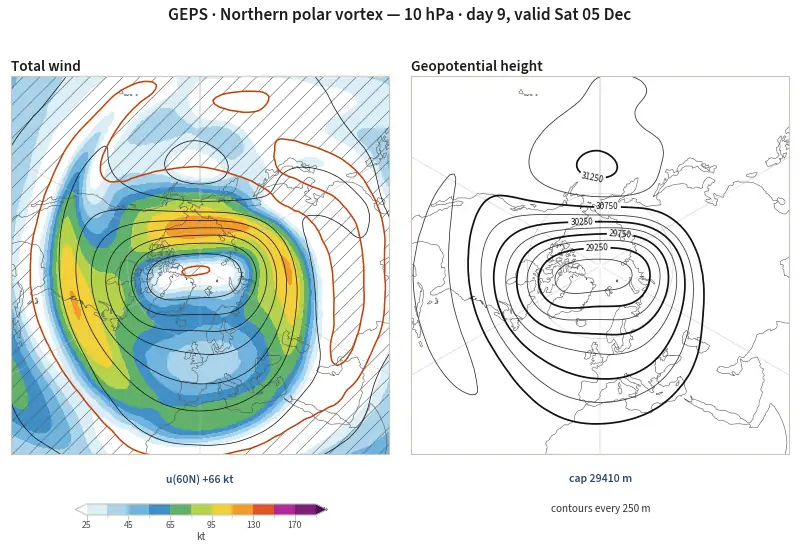 GEPS · Northern polar vortex — 10 hPa · day 9, valid Sat 05 Dec
Total wind
Geopotential height
31250
30750
30250
29750
29250
u(60N) +66 kt
cap 29410 m
contours every 250 m
25 45 65 95 130 170
kt